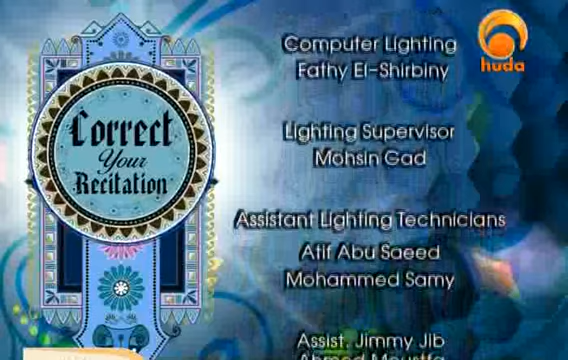 Computer Lighting
Fathy El-Shirbiny
huda
Correct
Your
Recitation
Lighting Supervisor
Mohsin Gad
Assistant Lighting Technicians
Atif Abu Saeed
Mohammed Samy
Assist. Jimmy Jib
Ahmed